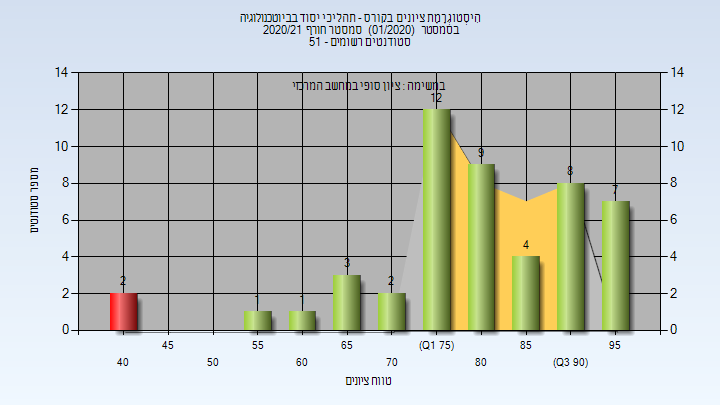 היסטוגרמת ציונים בקורס - תהליכי יסוד בביוטכנולוגיה
בסמסטר (01/2020) סמסטר חורף 2020/21
סטודנטים רשומים - 51
במשימה : ציון סופי במחשב המרכזי
14 14
12 12
10 10
8 8
6 6
4 4
2 2
0 0
2 1 1 3 2 12 9 4 8 7
מספר סטודנטים
45 55 65 (Q1 75) 85 95
40 50 60 70 80 (Q3 90)
טווח ציונים